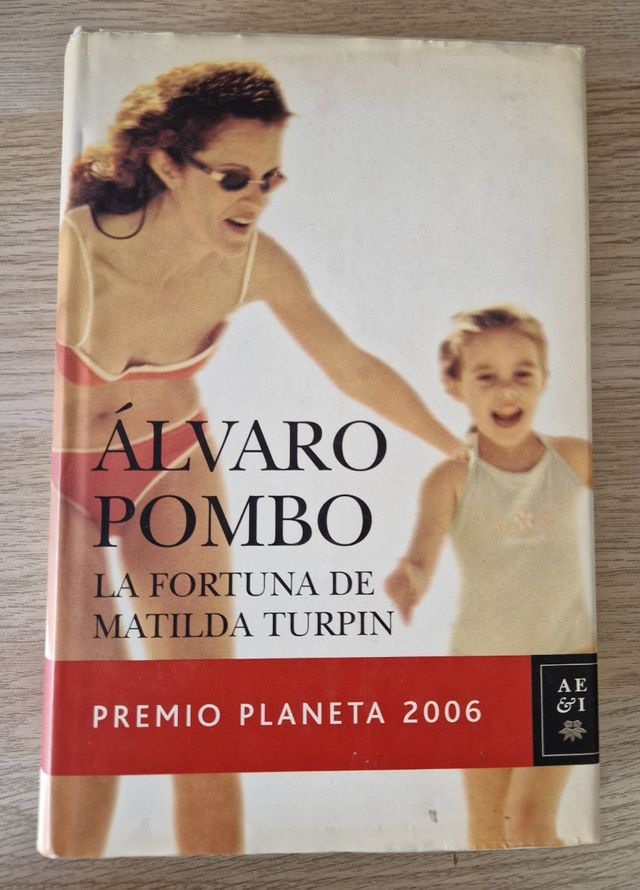 ÁLVARO
POMBO
LA FORTUNA DE
MATILDA TURPIN
PREMIO PLANETA 2006
AE
&I